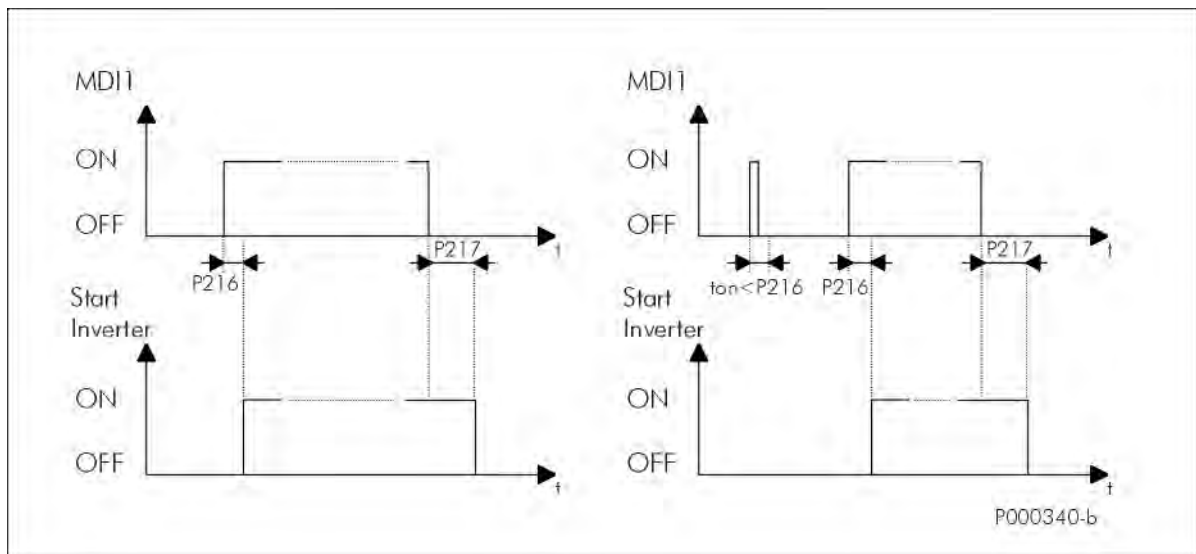 MDI1
ON
OFF
t
P216
P217
Start
Inverter
ON
OFF
t
MDI1
ON
OFF
t
ton<P216
P216
P217
Start
Inverter
ON
OFF
t
P000340-b